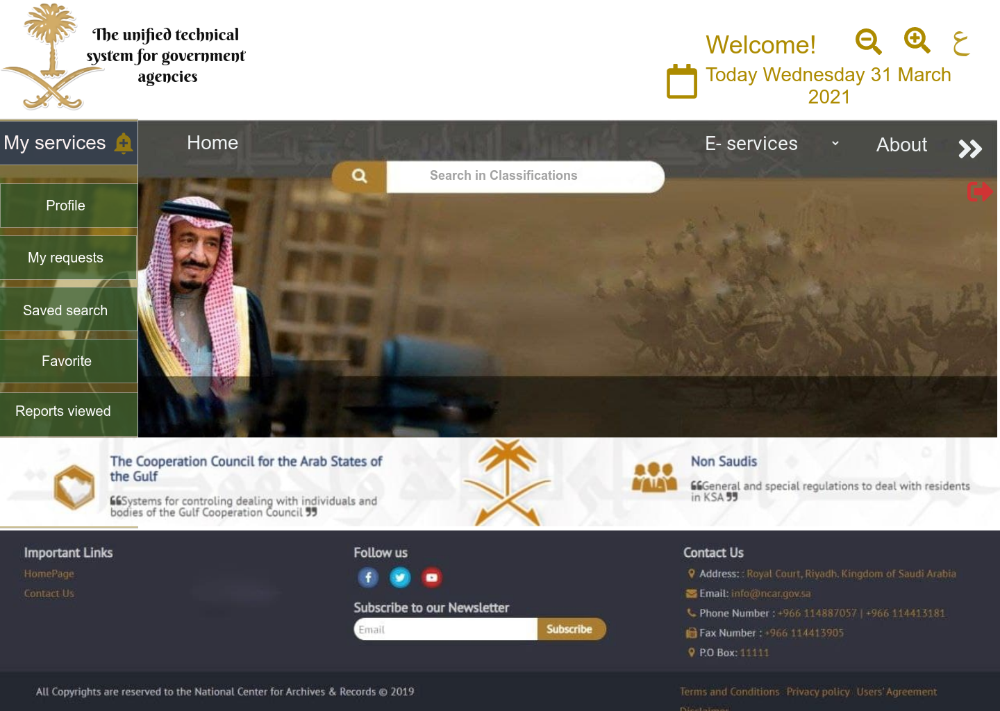 The unified technical
system for government
agencies
Welcome!
ع
Today Wednesday 31 March
2021
My services
Home
E- services
About
Search in Classifications
Profile
My requests
Saved search
Favorite
Reports viewed
The Cooperation Council for the Arab States of
the Gulf
❝Systems for controling dealing with individuals and
bodies of the Gulf Cooperation Council ❞
Non Saudis
❝General and special regulations to deal with residents
in KSA ❞
Important Links
HomePage
Contact Us
Follow us
Subscribe to our Newsletter
Email
Subscribe
Contact Us
Address: : Royal Court, Riyadh. Kingdom of Saudi Arabia
Email: info@ncar.gov.sa
Phone Number : +966 114887057 | +966 114413181
Fax Number : +966 114413905
P.O Box: 11111
All Copyrights are reserved to the National Center for Archives & Records © 2019
Terms and Conditions Privacy policy Users' Agreement
Disclaimer